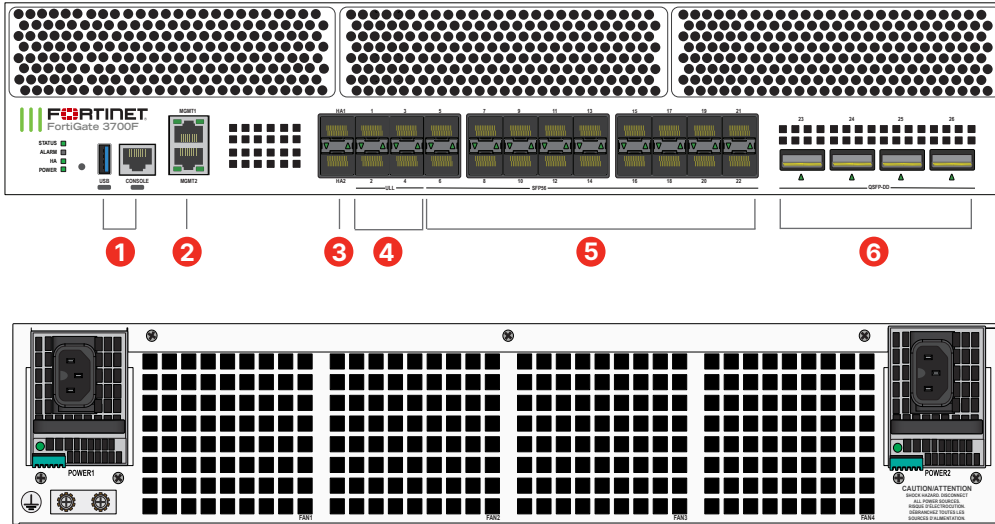 MGMT1
FORTINET
FortiGate 3700F
STATUS
ALARM
HA
POWER
USB
CONSOLE
MGMT2
HA1 1 3 5 7 9 11 13 15 17 19 21
HA2 2 4 6 8 10 12 14 16 18 20 22
ULL
SFP56
23 24 25 26
QSFP-DD
1 2 3 4 5 6
POWER1
FAN1 FAN2 FAN3 FAN4
POWER2
CAUTION/ATTENTION
SHOCK HAZARD. DISCONNECT
ALL POWER SOURCES.
RISQUE D'ELECTROCUTION.
DEBRANCHEZ TOUTES LES
SOURCES D'ALIMENTATION.